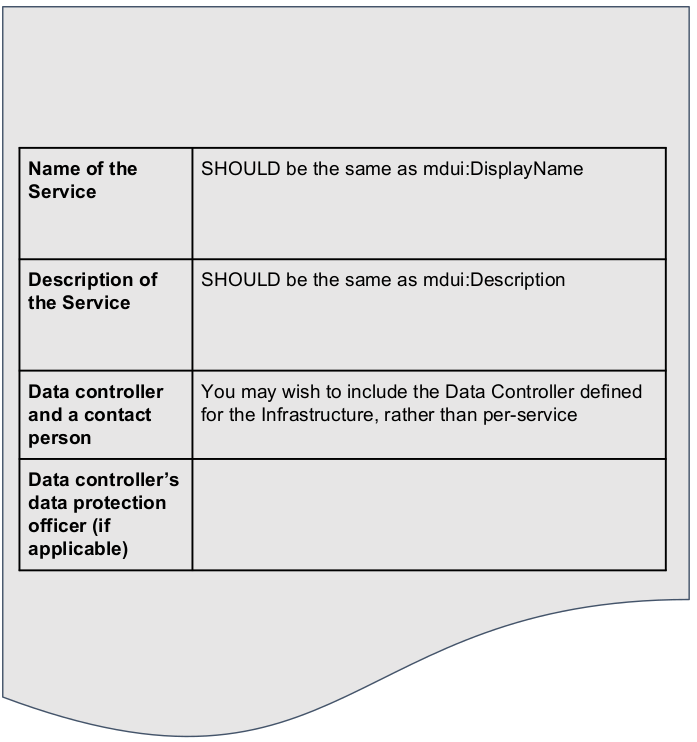 Name of the
Service
SHOULD be the same as mdui:DisplayName
Description of
the Service
SHOULD be the same as mdui:Description
Data controller
and a contact
person
You may wish to include the Data Controller defined
for the Infrastructure, rather than per-service
Data controller’s
data protection
officer (if
applicable)